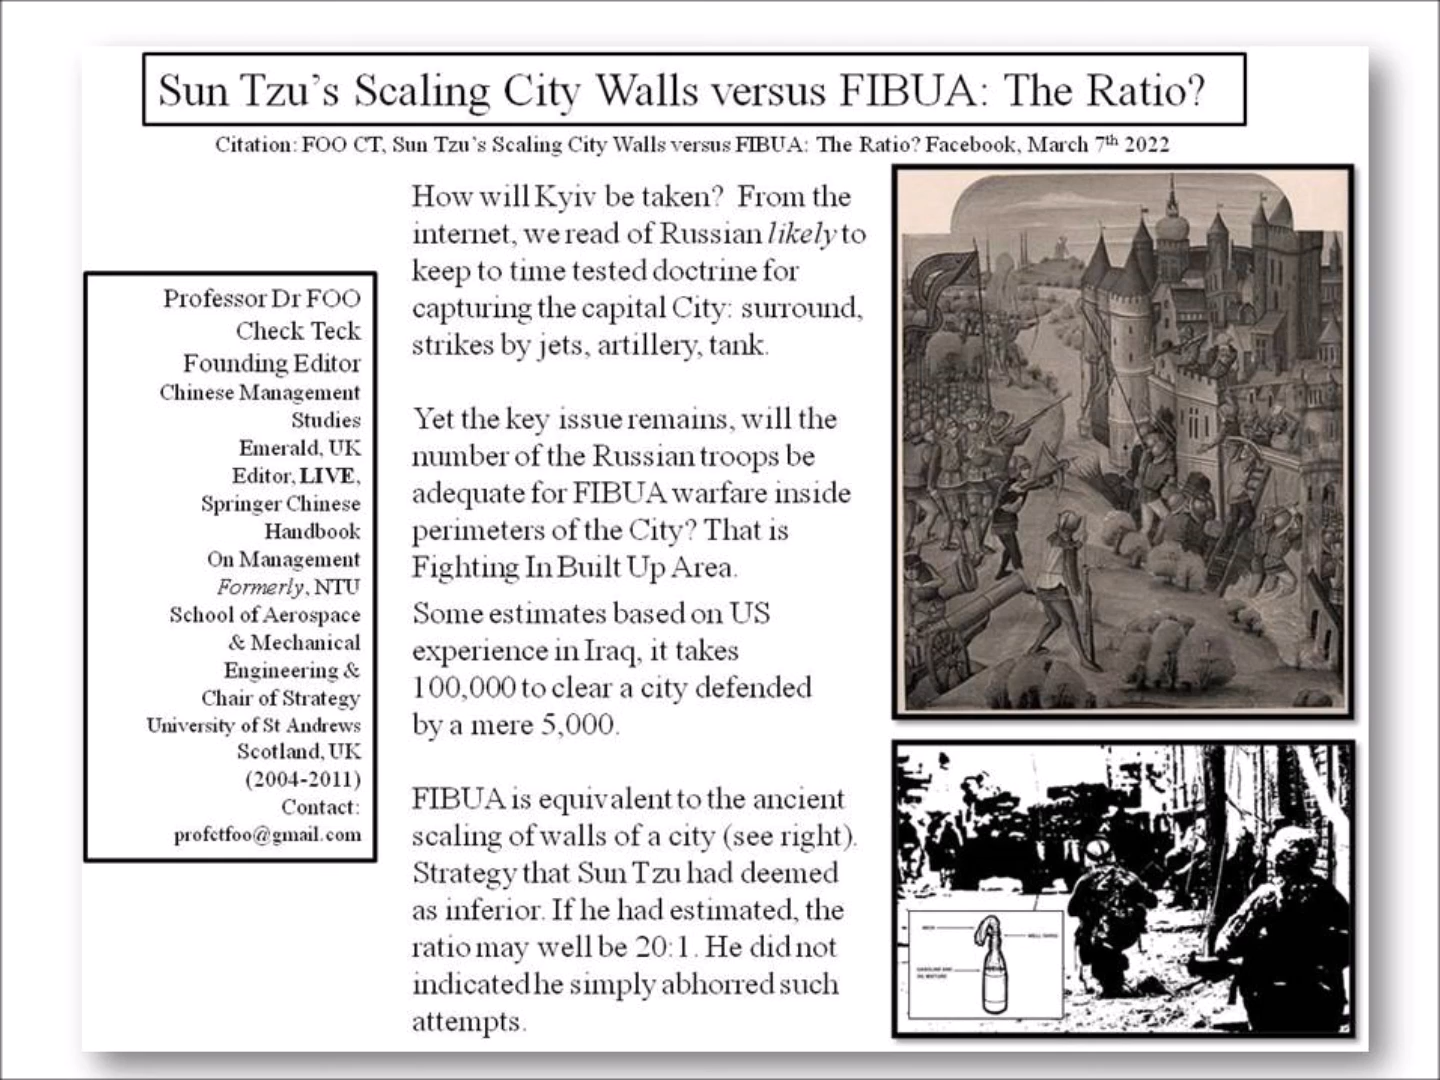 Sun Tzu's Scaling City Walls versus FIBUA: The Ratio?
Citation: FOO CT, Sun Tzu's Scaling City Walls versus FIBUA: The Ratio? Facebook, March 7th 2022
Professor Dr FOO
Check Teck
Founding Editor
Chinese Management
Studies
Emerald, UK
Editor, LIVE,
Springer Chinese
Handbook
On Management
Formerly, NTU
School of Aerospace
& Mechanical
Engineering &
Chair of Strategy
University of St Andrews
Scotland, UK
(2004-2011)
Contact:
profctfoo@gmail.com
How will Kyiv be taken? From the
internet, we read of Russian likely to
keep to time tested doctrine for
capturing the capital City: surround,
strikes by jets, artillery, tank.
Yet the key issue remains, will the
number of the Russian troops be
adequate for FIBUA warfare inside
perimeters of the City? That is
Fighting In Built Up Area.
Some estimates based on US
experience in Iraq, it takes
100,000 to clear a city defended
by a mere 5,000.
FIBUA is equivalent to the ancient
scaling of walls of a city (see right).
Strategy that Sun Tzu had deemed
as inferior. If he had estimated, the
ratio may well be 20:1. He did not
indicated he simply abhorred such
attempts.
GASOLINE AND
OIL MIXTURE